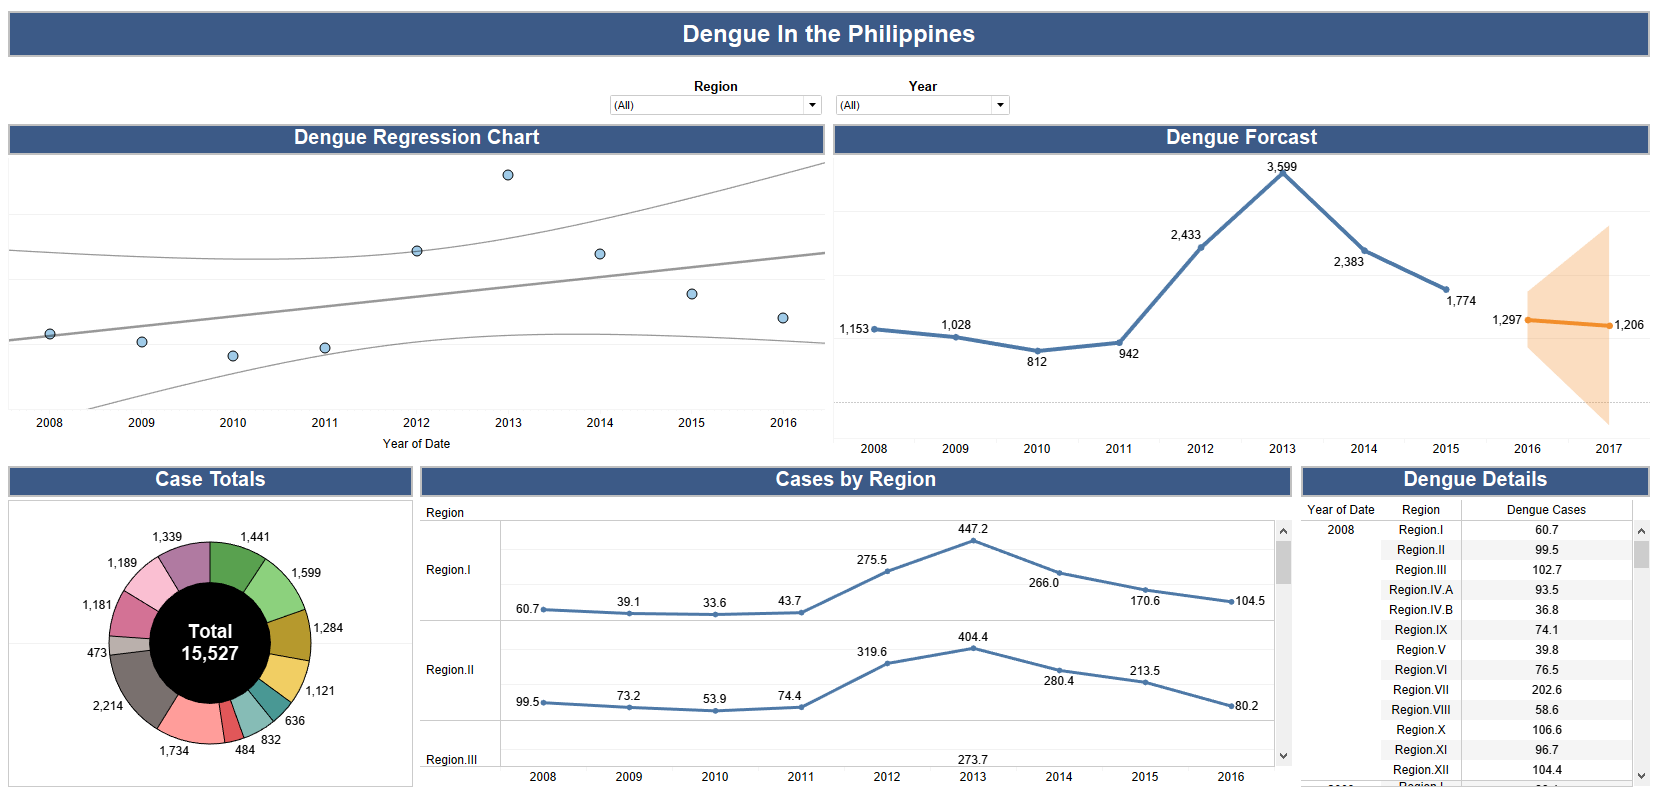 Dengue In the Philippines
Region
Year
(All)
(All)
Dengue Regression Chart
2008 2009 2010 2011 2012 2013 2014 2015 2016
Year of Date
Dengue Forcast
3,599
2,433
2,383
1,774
1,153
1,028
812
942
1,297
1,206
2008 2009 2010 2011 2012 2013 2014 2015 2016 2017
Case Totals
1,339
1,441
1,189
1,599
1,181
1,284
473
1,121
2,214
636
832
1,734
484
Total
15,527
Cases by Region
Region
Region.I
60.7 39.1 33.6 43.7 275.5 447.2 266.0 170.6 104.5
Region.II
99.5 73.2 53.9 74.4 319.6 404.4 280.4 213.5 80.2
Region.III
273.7
2008 2009 2010 2011 2012 2013 2014 2015 2016
Dengue Details
Year of Date Region Dengue Cases
2008 Region.I 60.7
Region.II 99.5
Region.III 102.7
Region.IV.A 93.5
Region.IV.B 36.8
Region.IX 74.1
Region.V 39.8
Region.VI 76.5
Region.VII 202.6
Region.VIII 58.6
Region.X 106.6
Region.XI 96.7
Region.XII 104.4